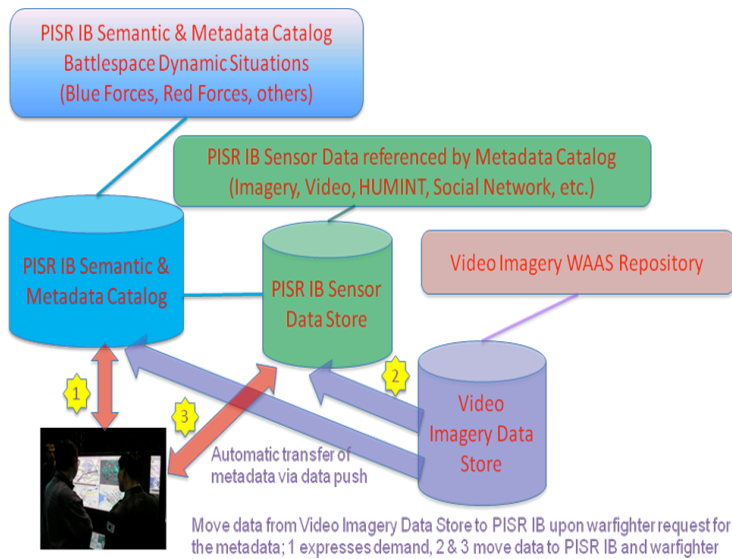 PISR IB Semantic & Metadata Catalog
Battlespace Dynamic Situations
(Blue Forces, Red Forces, others)
PISR IB Sensor Data referenced by Metadata Catalog
(Imagery, Video, HUMINT, Social Network, etc.)
PISR IB Semantic &
Metadata Catalog
PISR IB Sensor
Data Store
Video Imagery WAAS Repository
1
3
2
Video
Imagery Data
Store
Automatic transfer of
metadata via data push
Move data from Video Imagery Data Store to PISR IB upon warfighter request for
the metadata; 1 expresses demand, 2 & 3 move data to PISR IB and warfighter